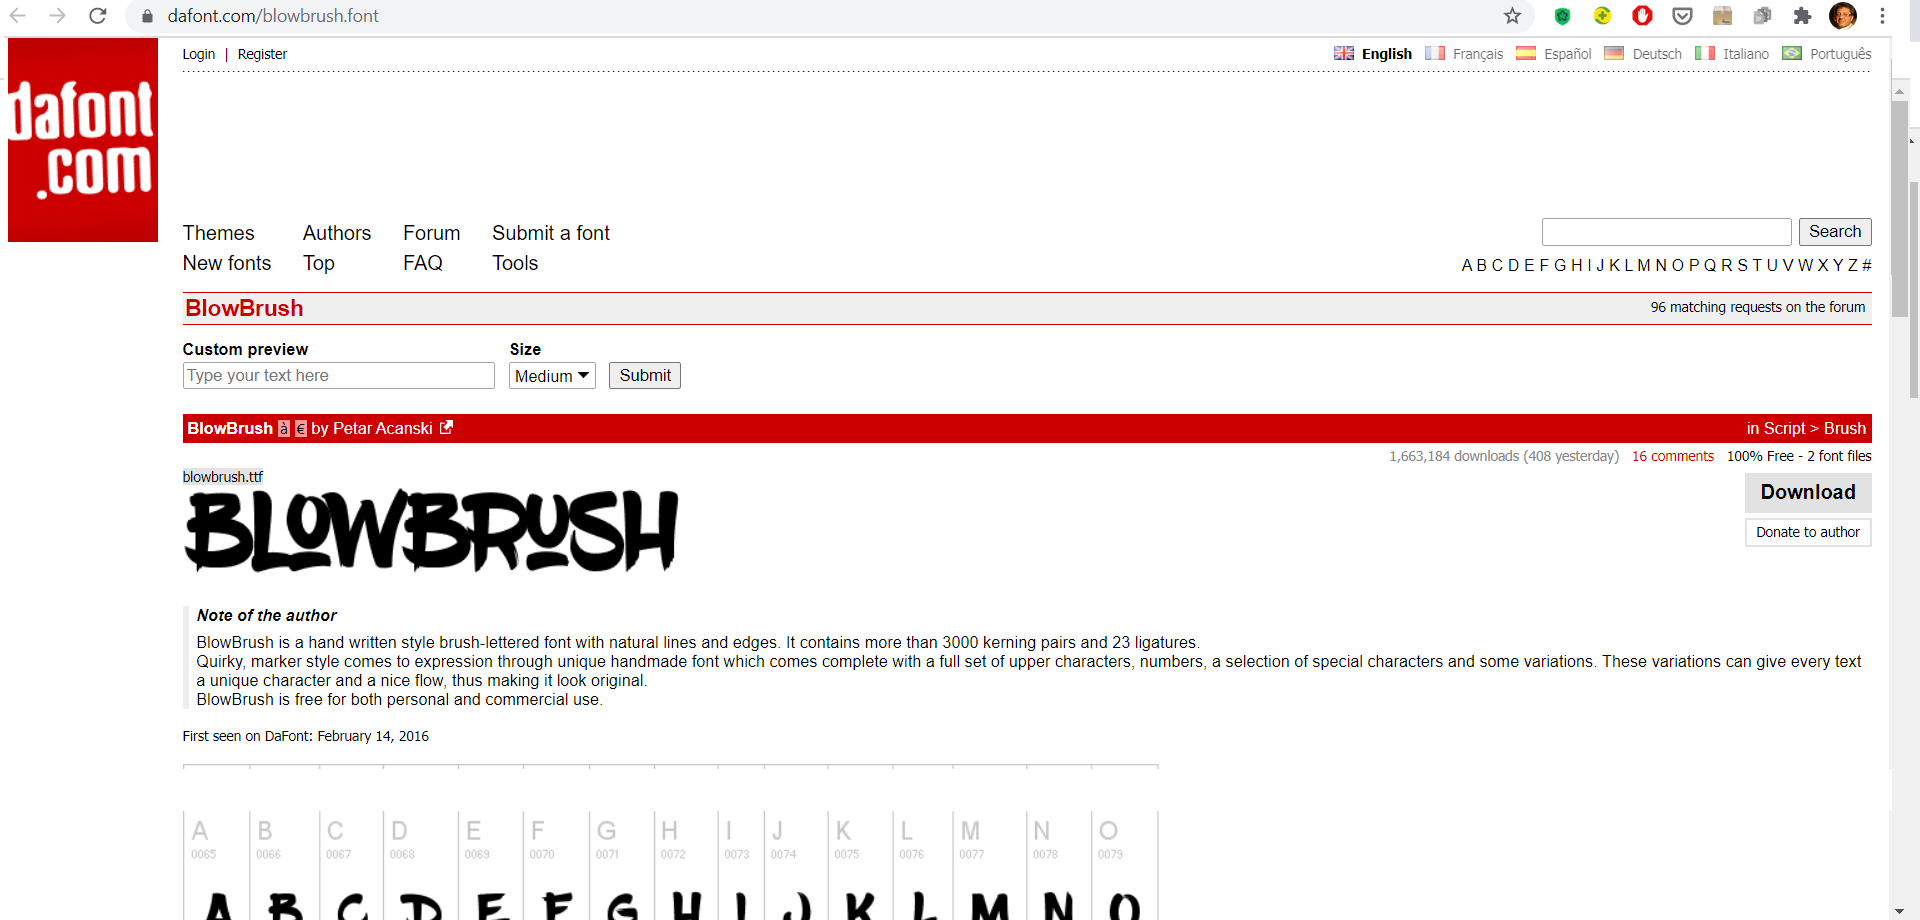 dafont.com/blowbrush.font
dafont
.com
Login | Register
English Français Español Deutsch Italiano Português
Themes Authors Forum Submit a font
Search
New fonts Top FAQ Tools
A B C D E F G H I J K L M N O P Q R S T U V W X Y Z #
BlowBrush
96 matching requests on the forum
Custom preview Size
Type your text here Medium Submit
BlowBrush à € by Petar Acanski
in Script > Brush
1,663,184 downloads (408 yesterday) 16 comments 100% Free - 2 font files
blowbrush.ttf
Download
BLOWBRUSH
Donate to author
Note of the author
BlowBrush is a hand written style brush-lettered font with natural lines and edges. It contains more than 3000 kerning pairs and 23 ligatures.
Quirky, marker style comes to expression through unique handmade font which comes complete with a full set of upper characters, numbers, a selection of special characters and some variations. These variations can give every text
a unique character and a nice flow, thus making it look original.
BlowBrush is free for both personal and commercial use.
First seen on DaFont: February 14, 2016
A B C D E F G H I J K L M N O
0065 0066 0067 0068 0069 0070 0071 0072 0073 0074 0075 0076 0077 0078 0079
A B C D E F G H I J K L M N O